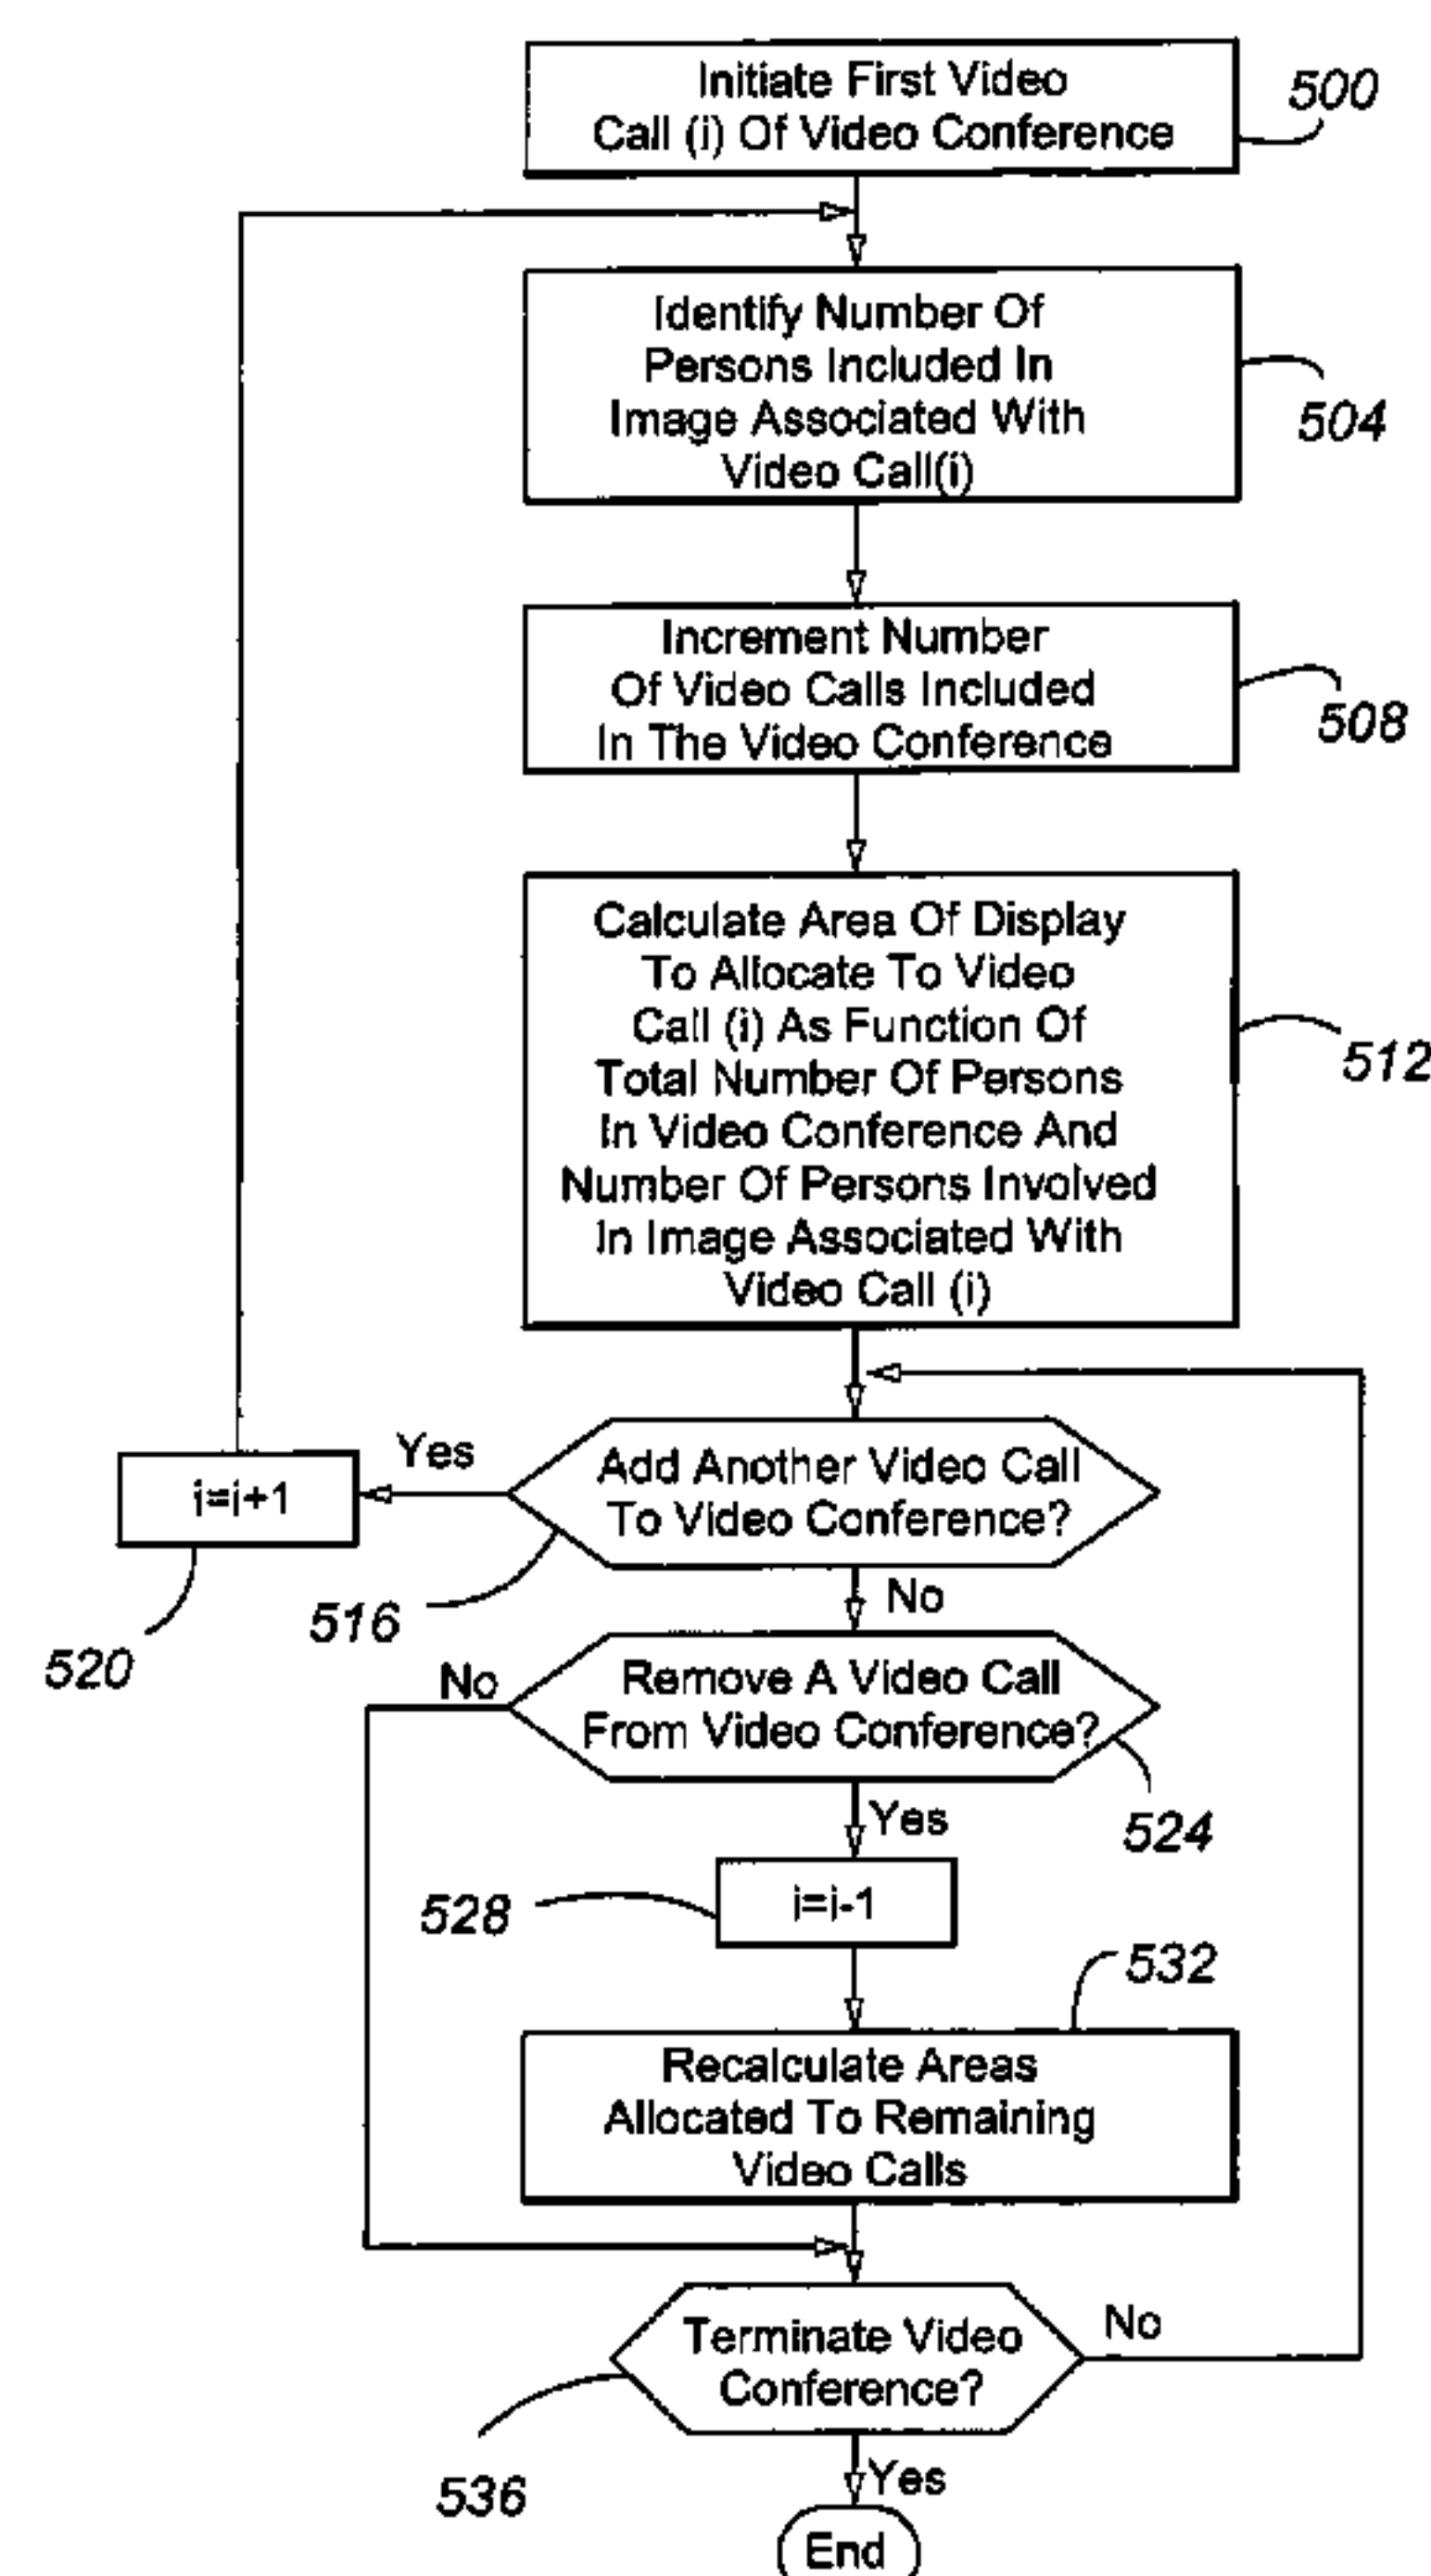 Initiate First Video
Call (i) Of Video Conference
500
Identify Number Of
Persons Included In
Image Associated With
Video Call(i)
504
Increment Number
Of Video Calls Included
In The Video Conference
508
Calculate Area Of Display
To Allocate To Video
Call (i) As Function Of
Total Number Of Persons
In Video Conference And
Number Of Persons Involved
In Image Associated With
Video Call (i)
512
Add Another Video Call
To Video Conference?
516
Yes
i=i+1
520
No
Remove A Video Call
From Video Conference?
524
No
Yes
i=i-1
528
Recalculate Areas
Allocated To Remaining
Video Calls
532
Terminate Video
Conference?
536
No
Yes
End